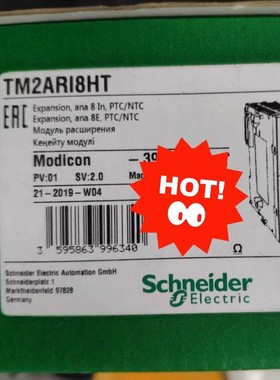 TM2ARI8HT
EAC
Expansion, ana 8 In, PTC/NTC
Expansion, ana 8E, PTC/NTC
Модуль расширения
Кеңейту модулі
Modicon
PV:01 SV:2.0
21-2019-W04
HOT!
3 595863 996340
Schneider Electric Automation GmbH
Schneiderplatz 1
Marktheidenfeld 97828
Schneider
Electric